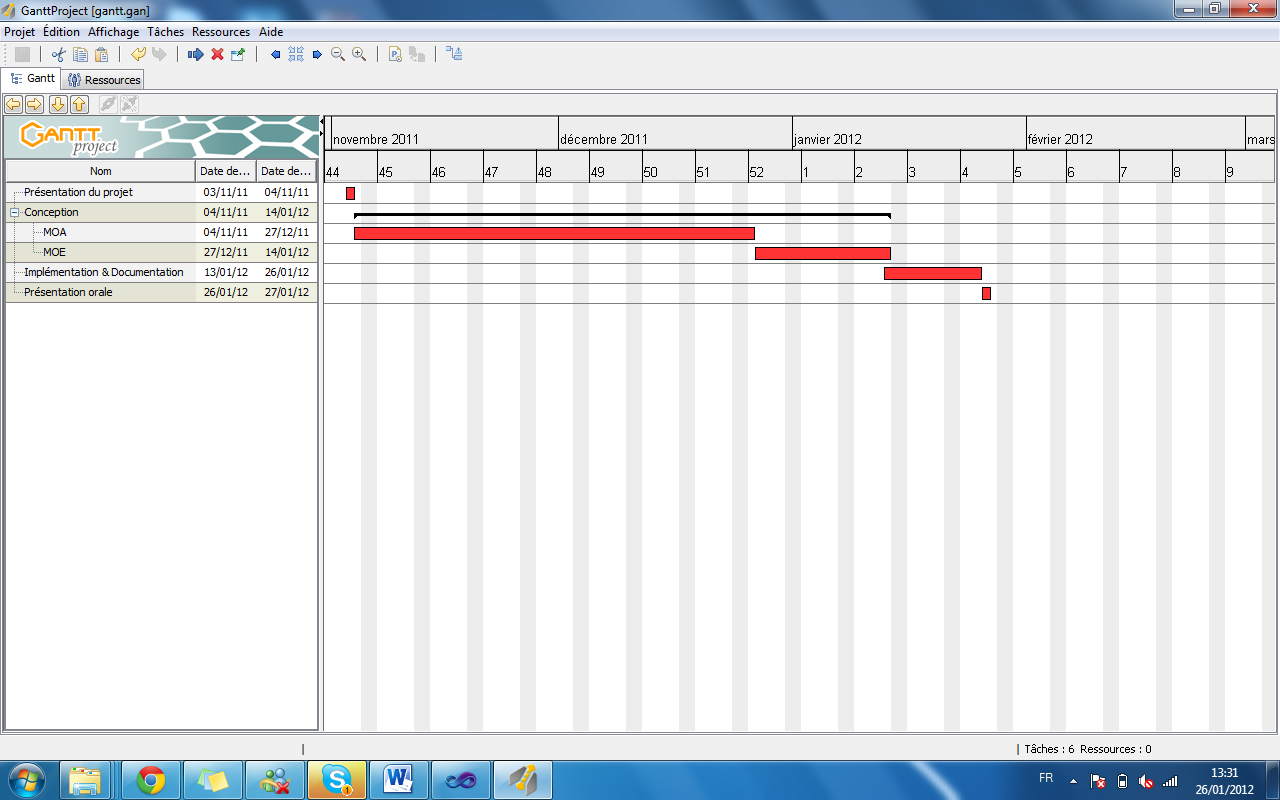 GanttProject [gantt.gan]
Projet Édition Affichage Tâches Ressources Aide
Gantt Ressources
GANTT project
novembre 2011 décembre 2011 janvier 2012 février 2012 mars
Nom Date de... Date de... 44 45 46 47 48 49 50 51 52 1 2 3 4 5 6 7 8 9
Présentation du projet 03/11/11 04/11/11
Conception 04/11/11 14/01/12
MOA 04/11/11 27/12/11
MOE 27/12/11 14/01/12
Implémentation & Documentation 13/01/12 26/01/12
Présentation orale 26/01/12 27/01/12
Tâches : 6 Ressources : 0
FR 13:31
26/01/2012